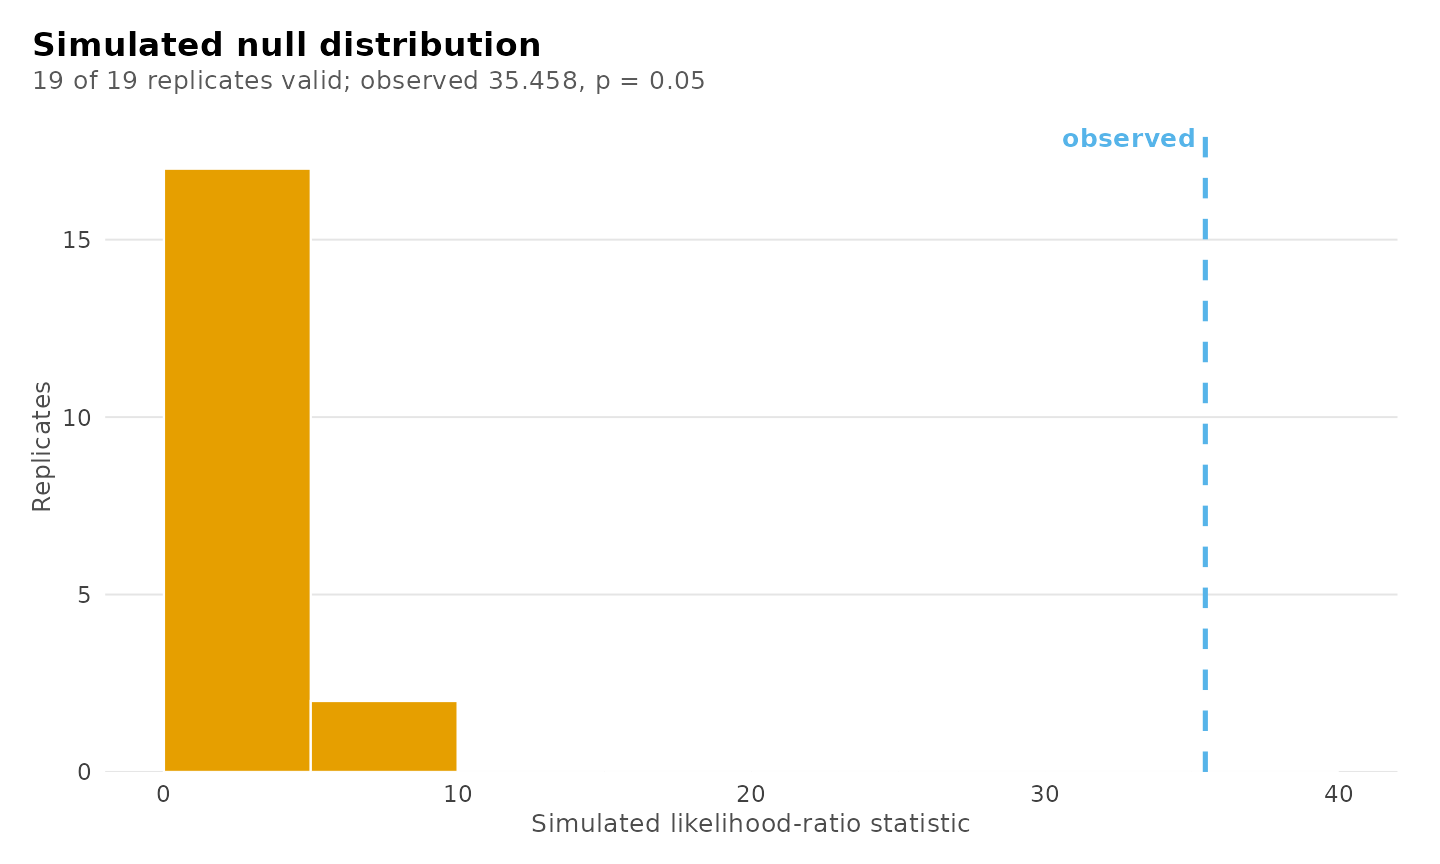 Simulated null distribution
19 of 19 replicates valid; observed 35.458, p = 0.05
observed
15
10
5
0
Replicates
0 10 20 30 40
Simulated likelihood-ratio statistic